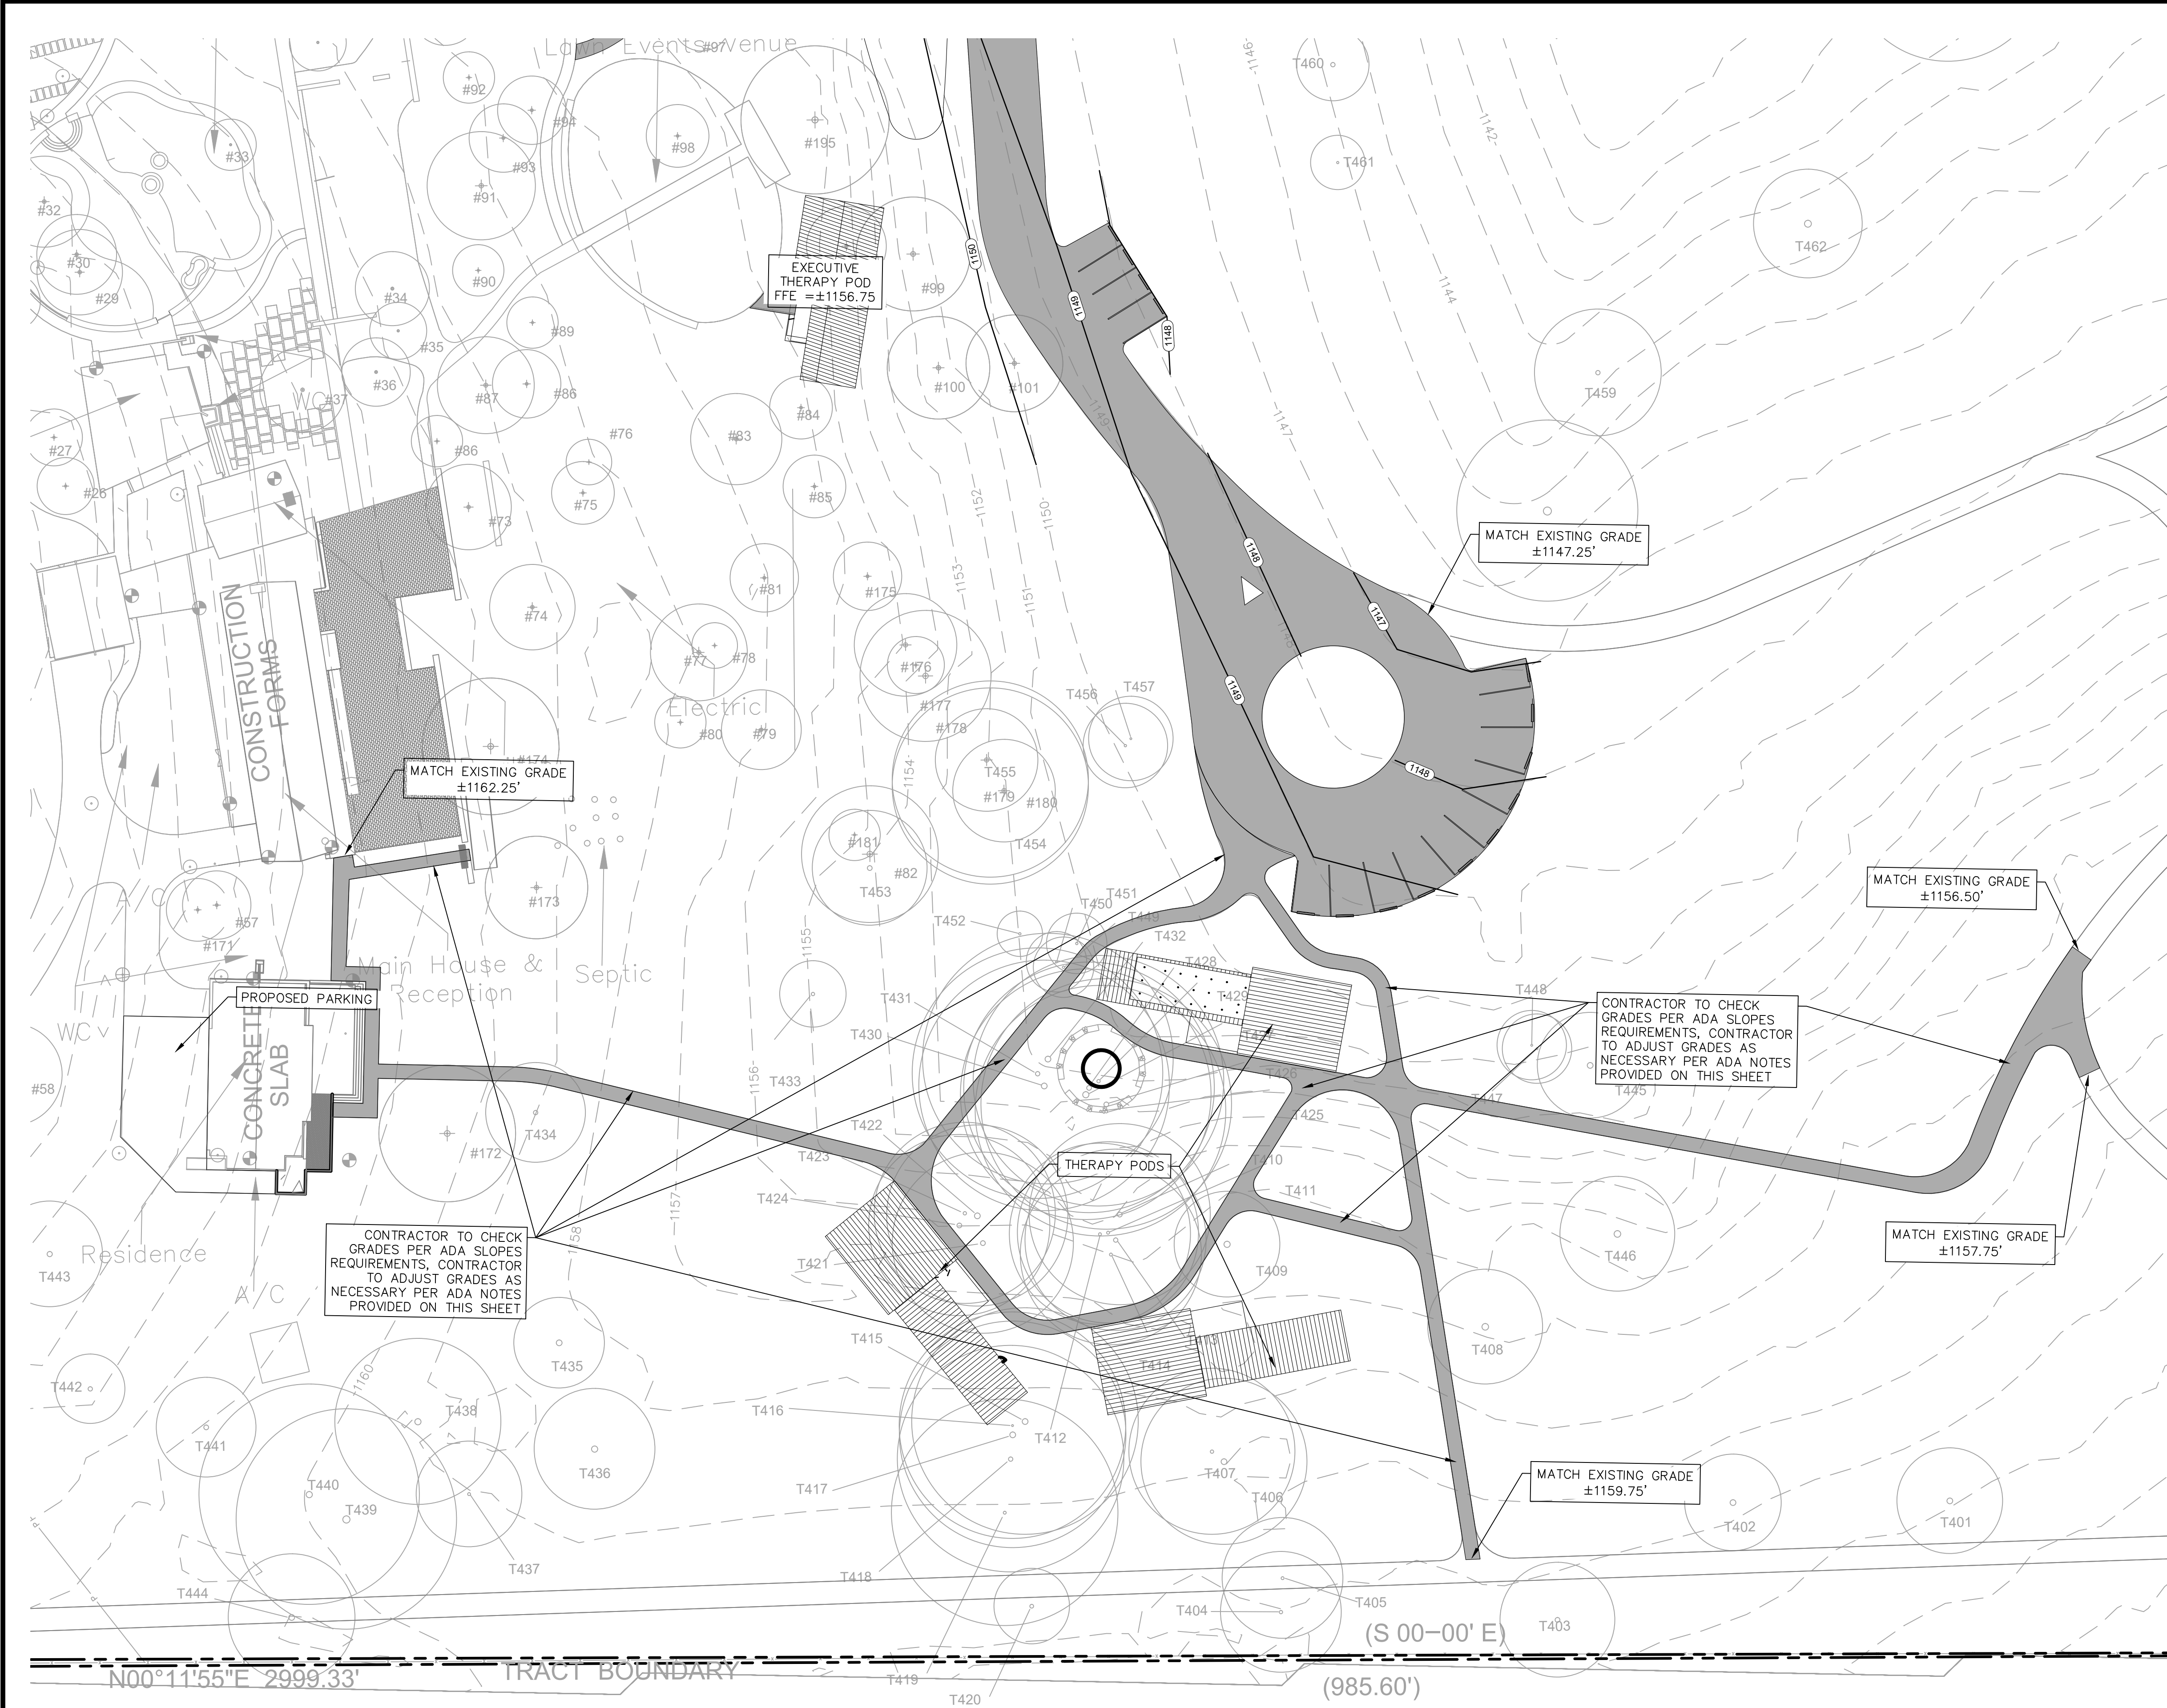 Lawn Events Venue
#97
#92
#94
#93
#98
#195
#33
#91
#32
#30
#29
#90
#34
#89
#35
#36
#37
WC
#87
#86
#99
#100
#101
#84
#83
#85
#27
#26
#86
#76
#75
#73
#74
#81
#175
#77
#78
#176
#177
#178
#80
#79
#174
#179
#180
#181
#82
#173
#57
#171
#58
#172
EXECUTIVE
THERAPY POD
FFE =±1156.75
1150
1149
1148
-1149-
-1146-
-1142-
-1144
-1147-
-1152-
-1150-
-1153-
-1151-
-1154-
-1155-
-1156-
-1157-
-1160-
1148
1148
1147
1149
1148
T460
T461
T462
T459
MATCH EXISTING GRADE
±1147.25'
CONSTRUCTION
FORMS
Electric
MATCH EXISTING GRADE
±1162.25'
T456
T457
T455
T454
T453
T452
T451
T450
T449
T432
T428
T429
T431
T430
T433
T426
T425
T448
T447
T445
T446
T422
T423
T424
T421
T434
T410
T411
T409
T408
A C
Main House &
Reception
Septic
WC
PROPOSED PARKING
CONCRETE
SLAB
MATCH EXISTING GRADE
±1156.50'
CONTRACTOR TO CHECK
GRADES PER ADA SLOPES
REQUIREMENTS, CONTRACTOR
TO ADJUST GRADES AS
NECESSARY PER ADA NOTES
PROVIDED ON THIS SHEET
THERAPY PODS
MATCH EXISTING GRADE
±1157.75'
CONTRACTOR TO CHECK
GRADES PER ADA SLOPES
REQUIREMENTS, CONTRACTOR
TO ADJUST GRADES AS
NECESSARY PER ADA NOTES
PROVIDED ON THIS SHEET
Residence
A C
T443
T442
T441
T440
T439
T438
T437
T436
T435
T444
T415
T416
T417
T418
T419
T420
T412
T414
T407
T406
T405
T404
T403
T402
T401
MATCH EXISTING GRADE
±1159.75'
(S 00-00' E)
N00°11'55"E 2999.33'
TRACT BOUNDARY
(985.60')